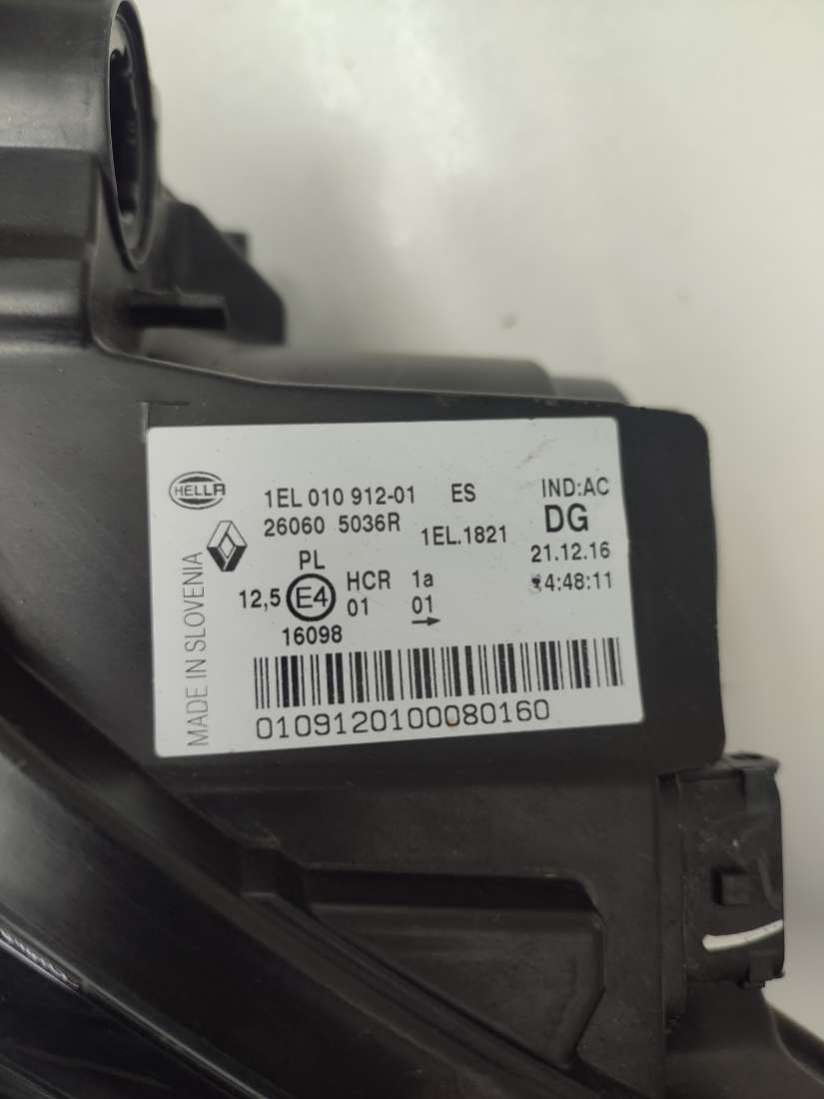 HELLA
1EL 010 912-01 ES IND:AC
26060 5036R 1EL.1821 DG
PL 21.12.16
12,5 E4 HCR 1a 4:48:11
01 01
16098
MADE IN SLOVENIA
0109120100080160